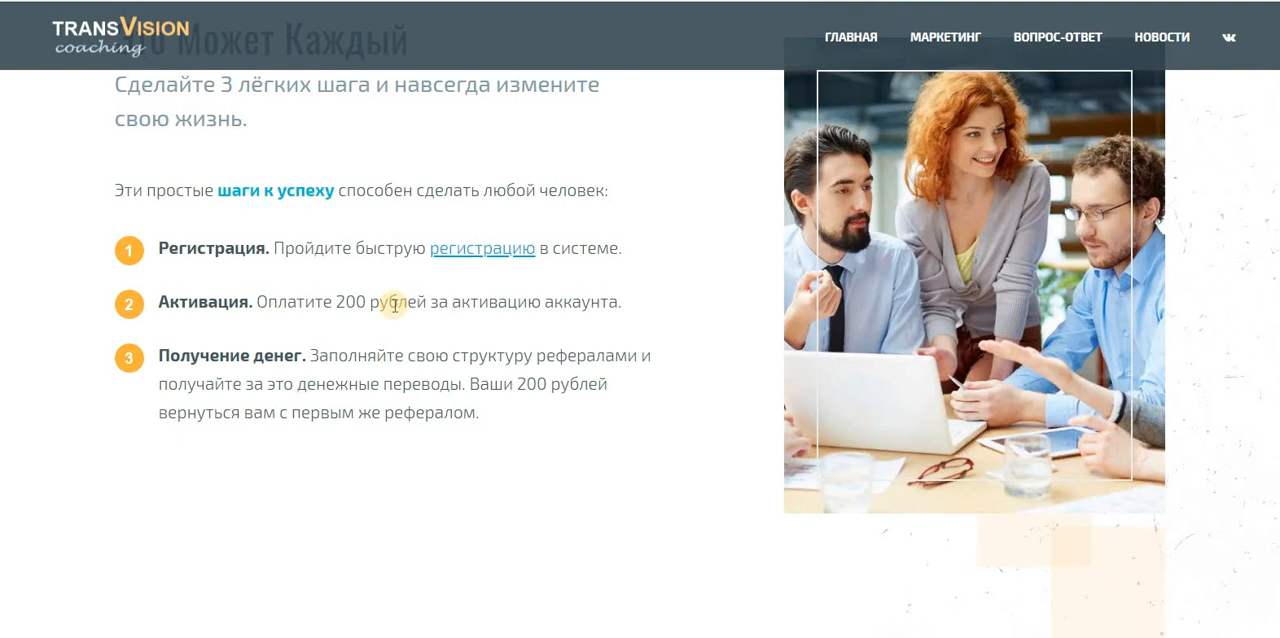 TRANSVISION
coaching
ГЛАВНАЯ
МАРКЕТИНГ
ВОПРОС-ОТВЕТ
НОВОСТИ
Может Каждый
Сделайте 3 лёгких шага и навсегда измените
свою жизнь.
Эти простые шаги к успеху способен сделать любой человек:
1 Регистрация. Пройдите быструю регистрацию в системе.
2 Активация. Оплатите 200 рублей за активацию аккаунта.
3 Получение денег. Заполняйте свою структуру рефералами и
получайте за это денежные переводы. Ваши 200 рублей
вернуться вам с первым же рефералом.